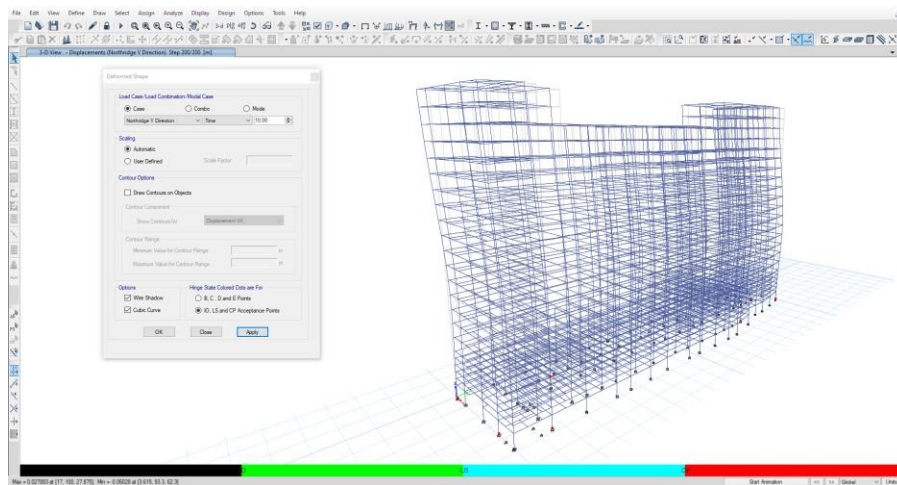 File Edit View Define Draw Select Assign Analyze Display Design Options Tools Help
3-D View - Displacements (Northridge Y Direction) Step 200/200 [m]
Deformed Shape
Load Case/Load Combination/Modal Case
Case Combo Mode
Northridge Y Direction Time 10.00
Scaling
Automatic
User Defined Scale Factor
Contour Options
Draw Contours on Objects
Contour Component
Show Contours for Displacement
Contour Range
Minimum Value for Contour Range m
Maximum Value for Contour Range m
Options Hinge State Colored Dots are For
Wire Shadow B, C, D and E Points
Cubic Curve IO, LS and CP Acceptance Points
OK Close Apply
LS
Start Animation << >> Global Units